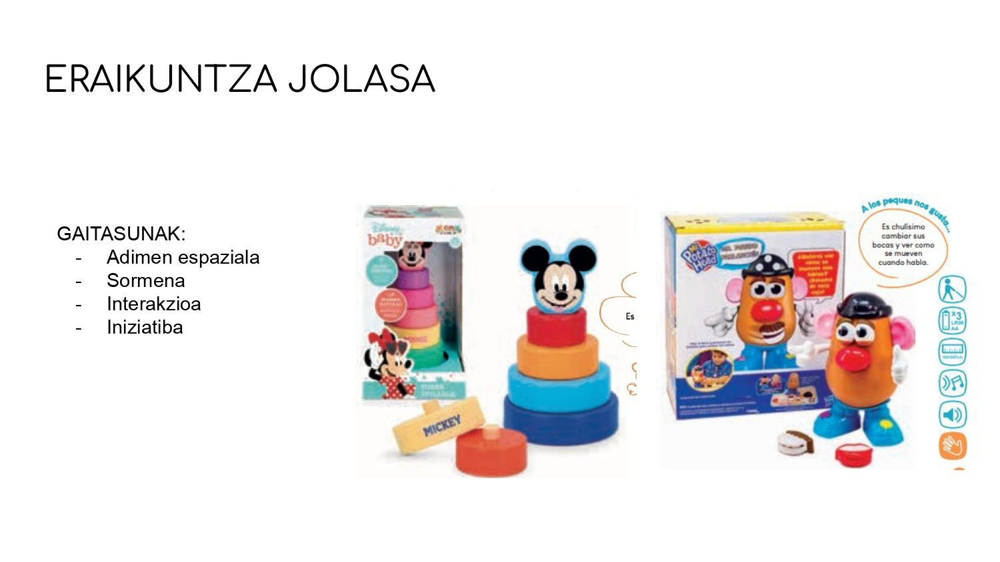 ERAIKUNTZA JOLASA
GAITASUNAK:
- Adimen espaziala
- Sormena
- Interakzioa
- Iniziatiba
Disney
baby
MINNIE
MICKEY
Es
Mr.
Potato
Head
A los peques nos gusta...
Es chulísimo
cambiar sus
bocas y ver como
se mueven
cuando habla.
x3
LR06
AA